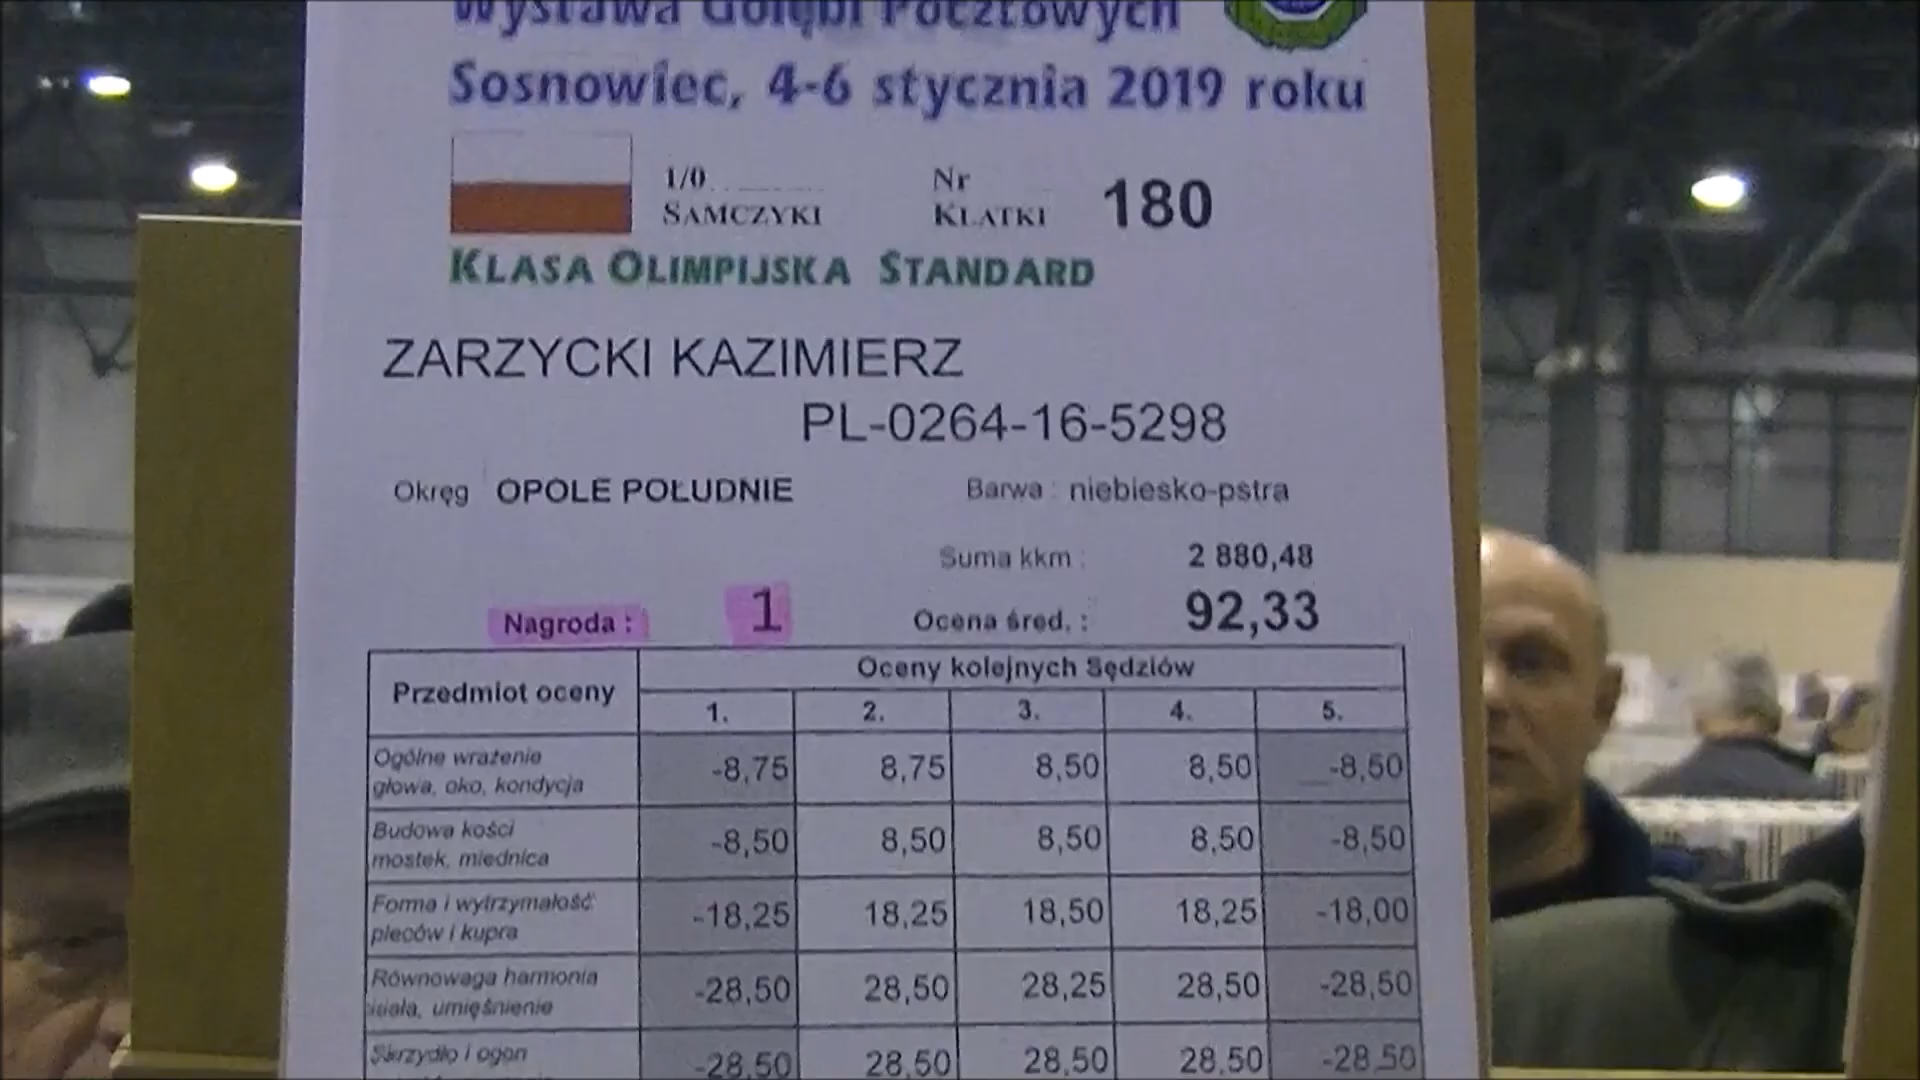 Wystawa Gołębi Pocztowych
Sosnowiec, 4-6 stycznia 2019 roku
1/0 Nr
SAMCZYKI KLATKI 180
KLASA OLIMPIJSKA STANDARD
ZARZYCKI KAZIMIERZ
PL-0264-16-5298
Okręg OPOLE POŁUDNIE Barwa : niebiesko-pstra
Suma kkm : 2 880,48
Nagroda : 1 Ocena śred. : 92,33
Przedmiot oceny Oceny kolejnych Sędziów
1. 2. 3. 4. 5.
Ogólne wrażenie
głowa, oko, kondycja -8,75 8,75 8,50 8,50 -8,50
Budowa kości
mostek, miednica -8,50 8,50 8,50 8,50 -8,50
Forma i wytrzymałość
pleców i kupra -18,25 18,25 18,50 18,25 -18,00
Równowaga harmonia
ciała, umięśnienie -28,50 28,50 28,25 28,50 -28,50
Skrzydło i ogon
-28,50 28,50 28,50 28,50 -28,50